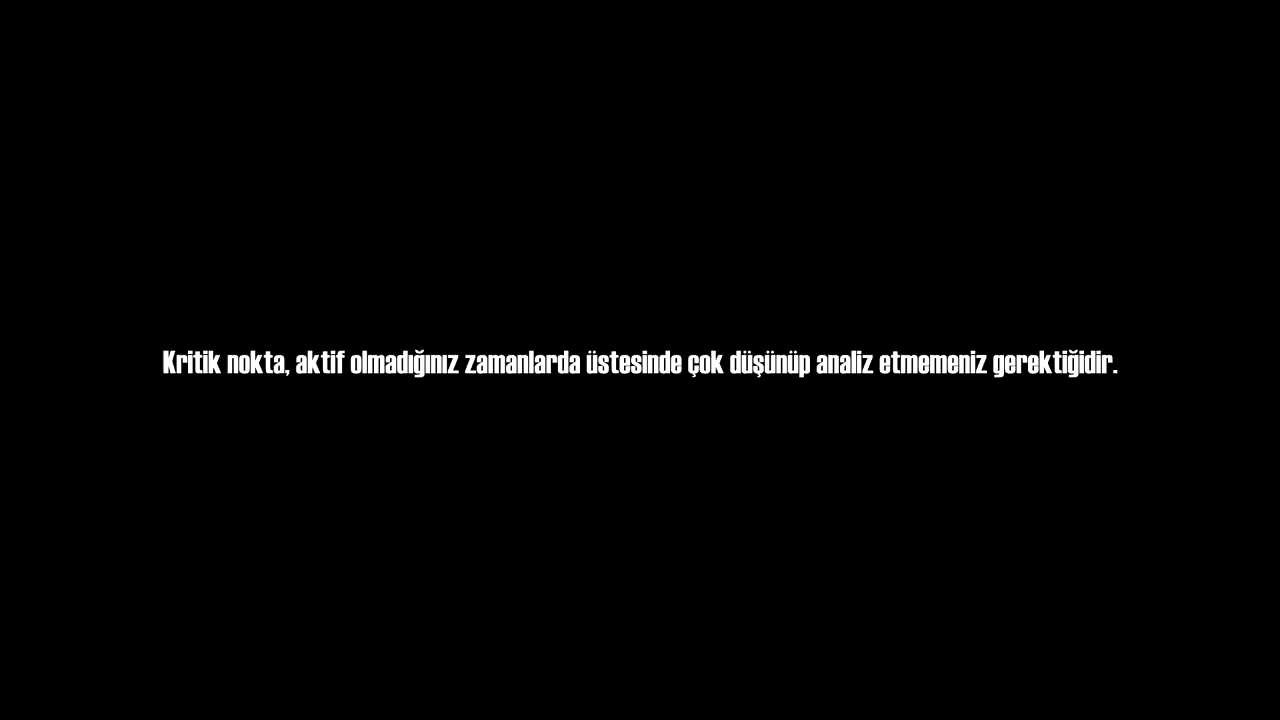 Kritik nokta, aktif olmadığınız zamanlarda üstesinde çok düşünüp analiz etmemeniz gerektiğidir.